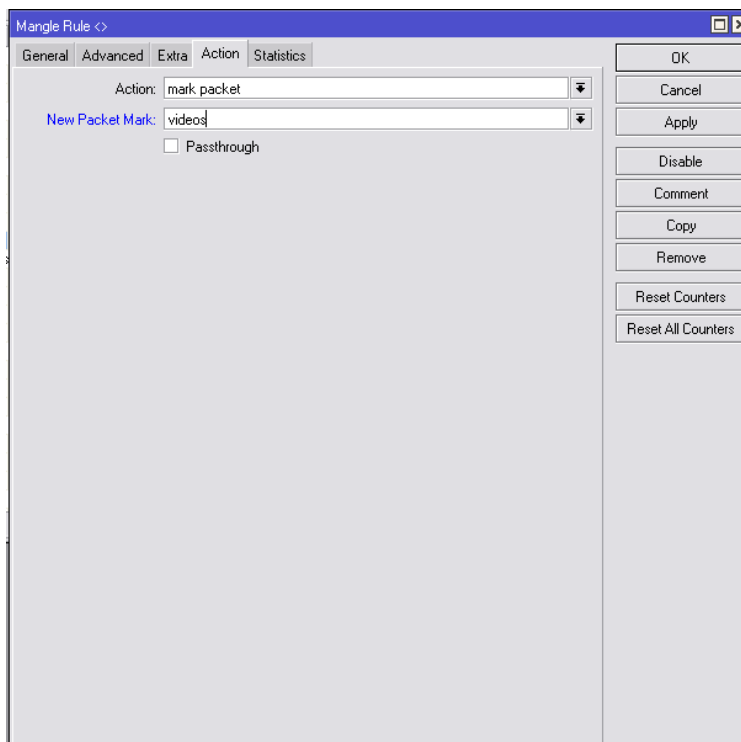 Mangle Rule <>
General Advanced Extra Action Statistics
Action: mark packet
New Packet Mark: videos
Passthrough
OK
Cancel
Apply
Disable
Comment
Copy
Remove
Reset Counters
Reset All Counters